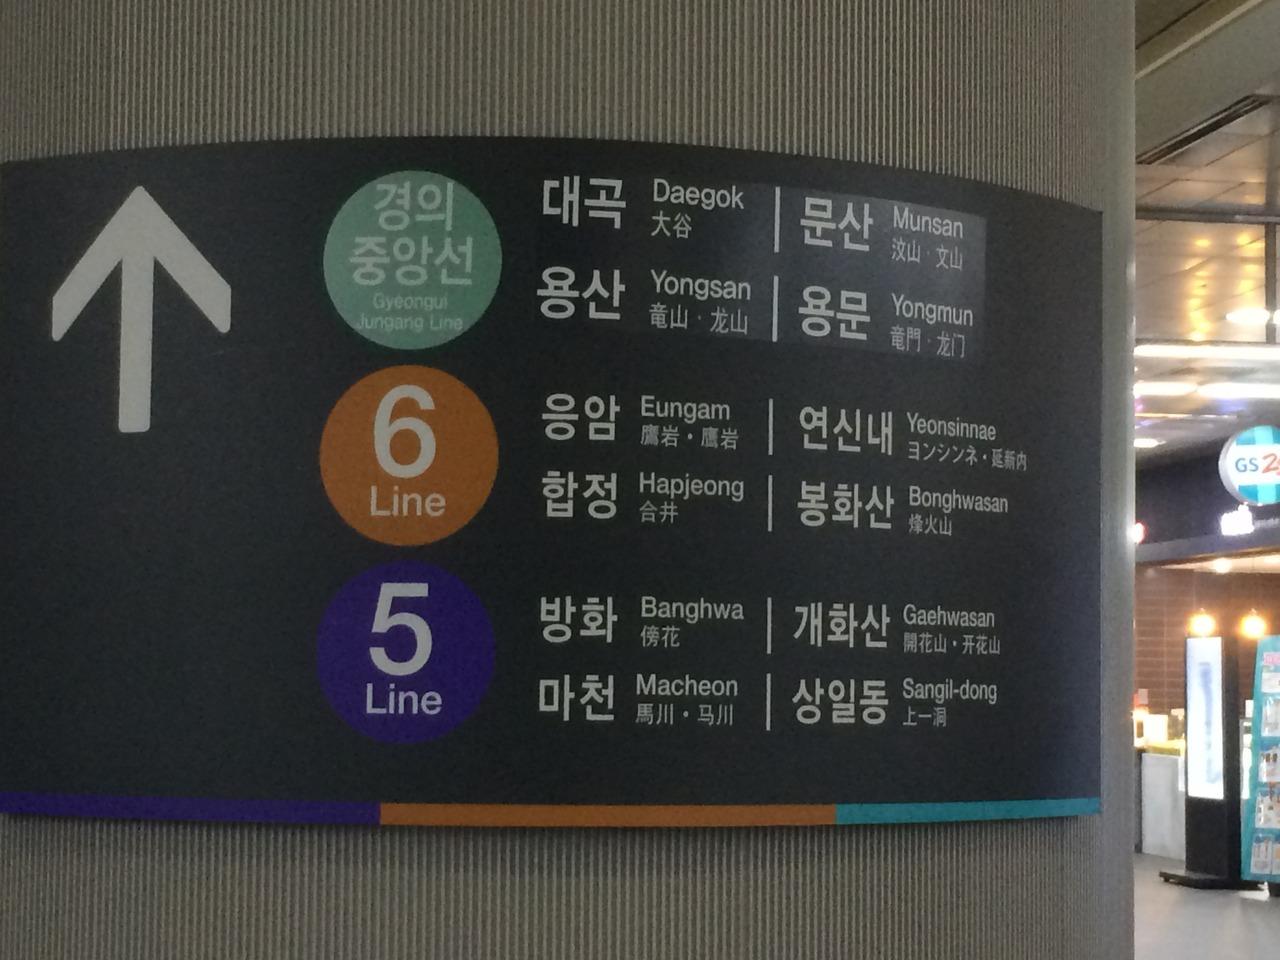 경의
중앙선
Gyeongui
Jungang Line
대곡 Daegok 大谷 | 문산 Munsan 汶山 · 文山
용산 Yongsan 竜山 · 龙山 | 용문 Yongmun 竜門 · 龙门
6
Line
응암 Eungam 鷹岩 · 鷹岩 | 연신내 Yeonsinnae ヨンシンネ · 延新内
합정 Hapjeong 合井 | 봉화산 Bonghwasan 烽火山
5
Line
방화 Banghwa 傍花 | 개화산 Gaehwasan 開花山 · 开花山
마천 Macheon 馬川 · 马川 | 상일동 Sangil-dong 上一洞
GS